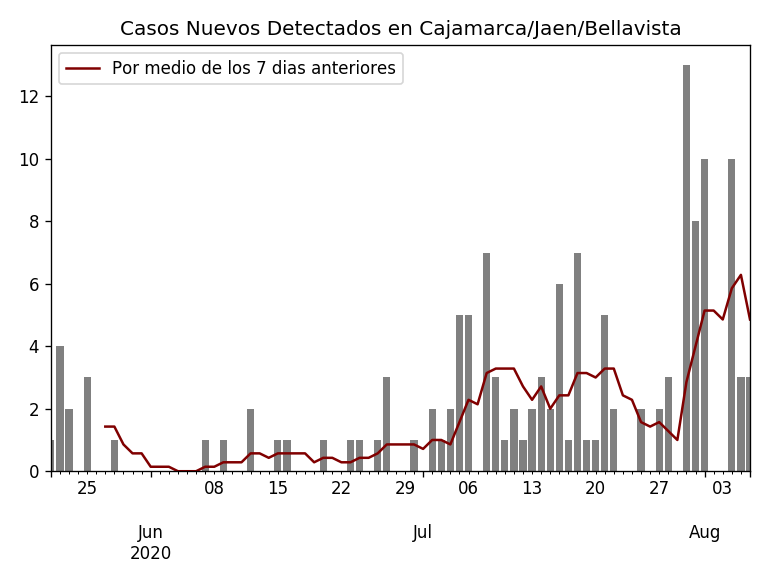 Casos Nuevos Detectados en Cajamarca/Jaen/Bellavista
Por medio de los 7 dias anteriores
12
10
8
6
4
2
0
25 08 15 22 29 06 13 20 27 03
Jun Jul Aug
2020